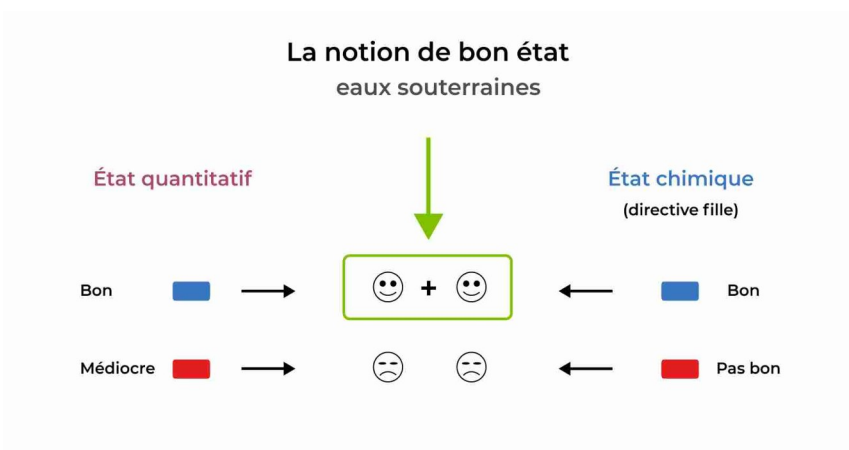 La notion de bon état
eaux souterraines
État quantitatif
État chimique
(directive fille)
Bon
+
Bon
Médiocre
Pas bon